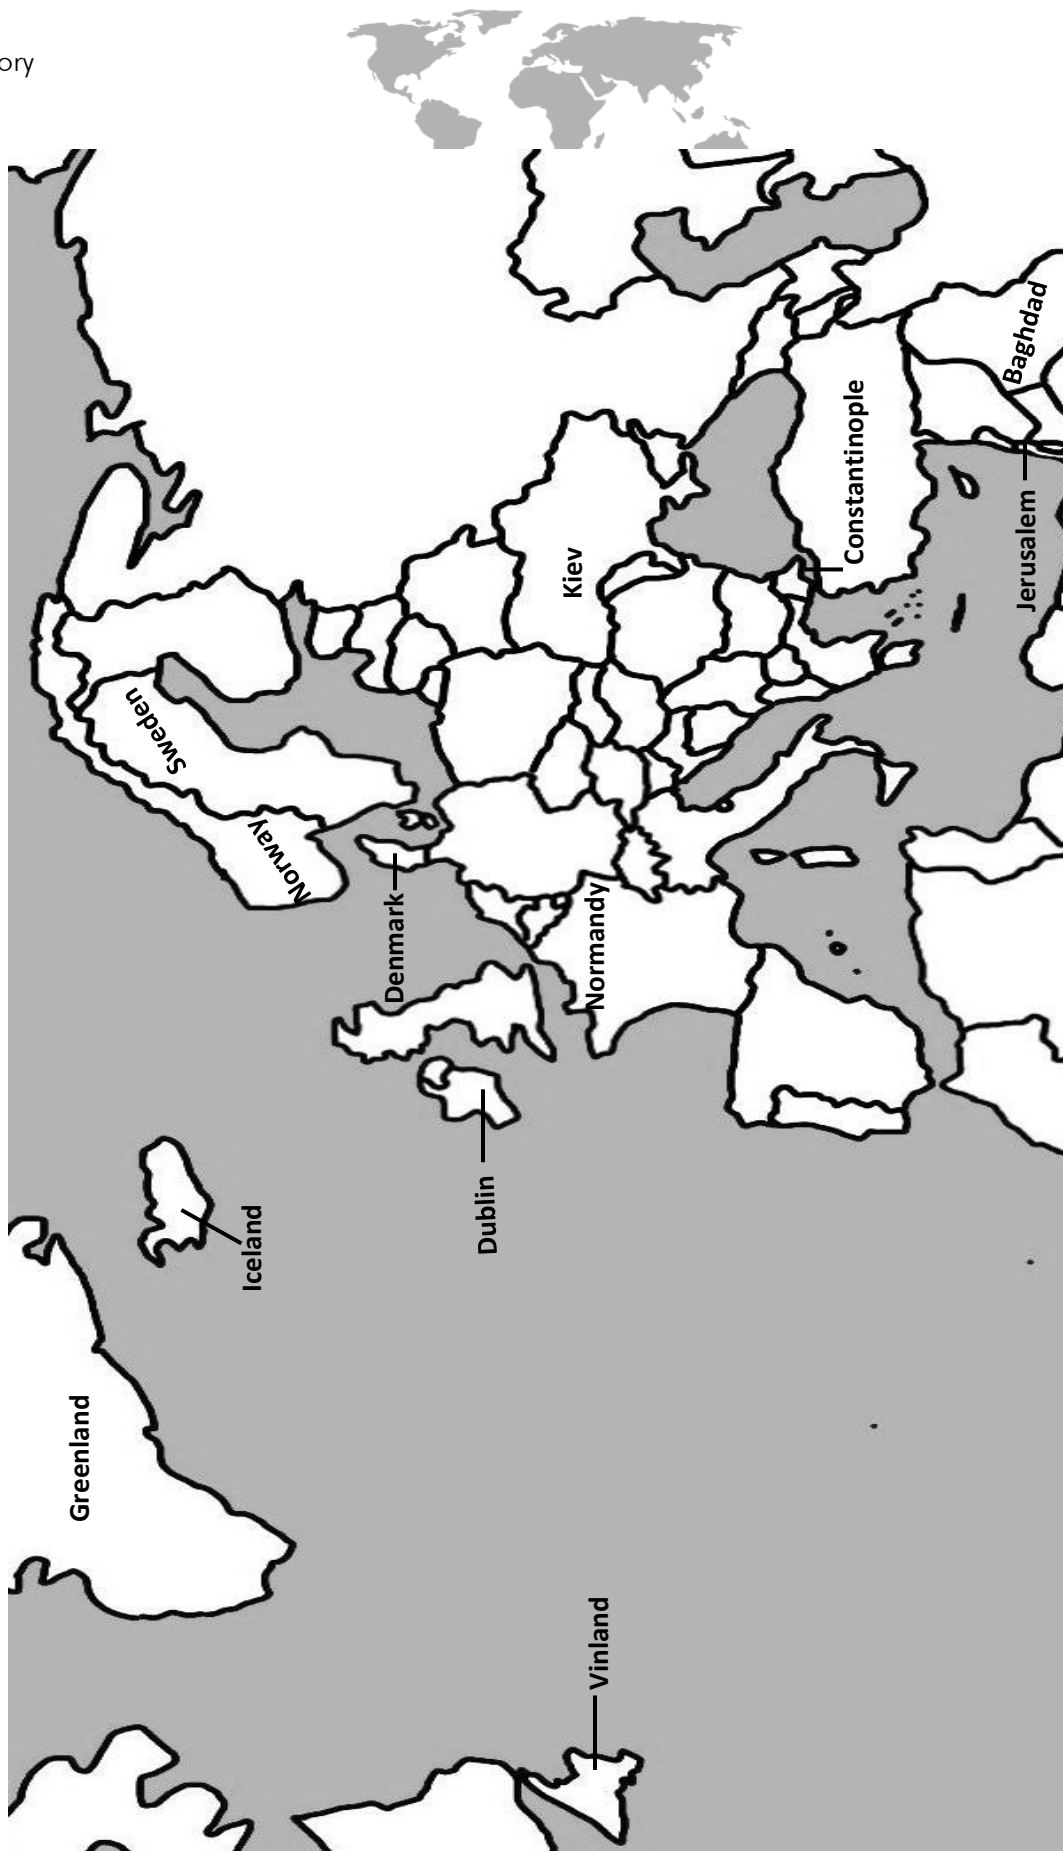 ory
Baghdad
Constantinople
Jerusalem
Kiev
Sweden
Norway
Normandy
Denmark
Dublin
Iceland
Greenland
Vinland